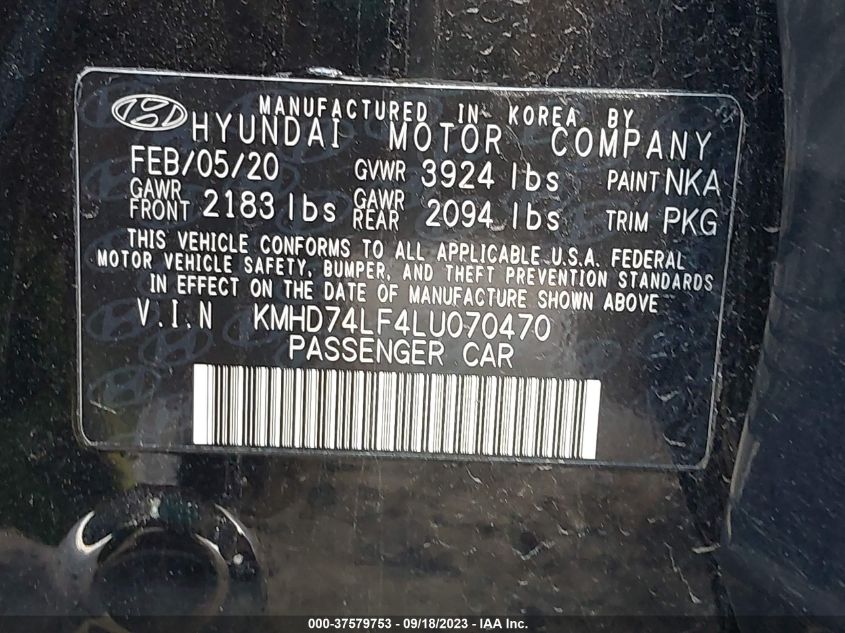 MANUFACTURED IN KOREA BY
HYUNDAI MOTOR COMPANY
FEB/05/20 GVWR 3924 lbs PAINT NKA
GAWR FRONT 2183 lbs GAWR REAR 2094 lbs TRIM PKG
THIS VEHICLE CONFORMS TO ALL APPLICABLE U.S.A. FEDERAL
MOTOR VEHICLE SAFETY, BUMPER, AND THEFT PREVENTION STANDARDS
IN EFFECT ON THE DATE OF MANUFACTURE SHOWN ABOVE
V.I.N KMHD74LF4LU070470
PASSENGER CAR
000-37579753 - 09/18/2023 - IAA Inc.